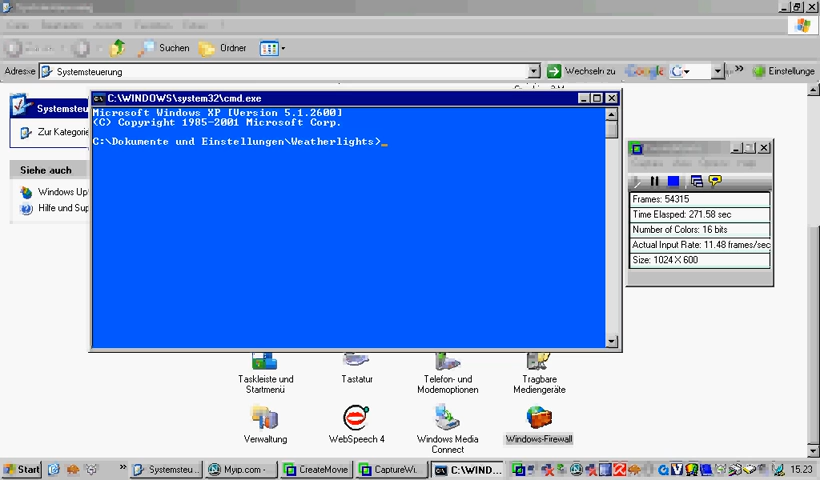 Suchen
Ordner
Adresse
Systemsteuerung
Wechseln zu
Google
Einstellunge
C:\WINDOWS\system32\cmd.exe
Microsoft Windows XP [Version 5.1.2600]
(C) Copyright 1985-2001 Microsoft Corp.
C:\Dokumente und Einstellungen\Weatherlights>_
Systemsteu
Zur Kategorie
Siehe auch
Windows Up
Hilfe und Sup
Frames: 54315
Time Elasped: 271.58 sec
Number of Colors: 16 bits
Actual Input Rate: 11.48 frames/sec
Size: 1024 X 600
Taskleiste und
Startmenü
Tastatur
Telefon- und
Modemoptionen
Tragbare
Mediengeräte
Verwaltung
WebSpeech 4
Windows Media
Connect
Windows-Firewall
Start
Systemsteu...
Myip.com -
CreateMovie
CaptureWi...
C:\WIND...
15.23